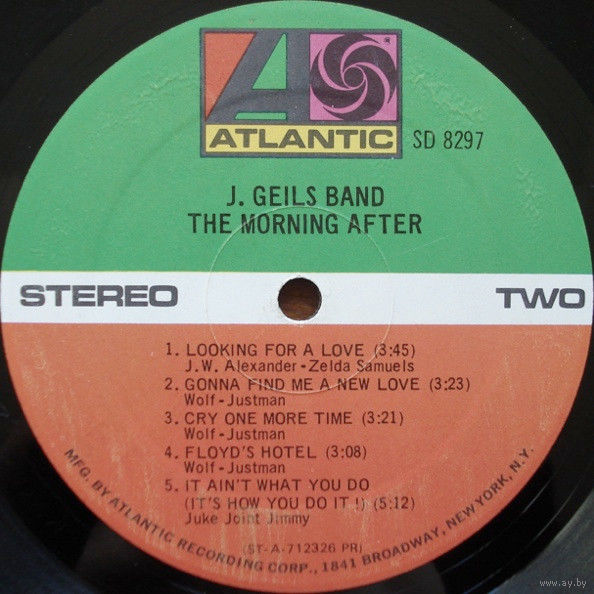 ATLANTIC
SD 8297
J. GEILS BAND
THE MORNING AFTER
STEREO
TWO
1. LOOKING FOR A LOVE (3:45)
J.W. Alexander - Zelda Samuels
2. GONNA FIND ME A NEW LOVE (3:23)
Wolf - Justman
3. CRY ONE MORE TIME (3:21)
Wolf - Justman
4. FLOYD'S HOTEL (3:08)
Wolf - Justman
5. IT AIN'T WHAT YOU DO
(IT'S HOW YOU DO IT !) (5:12)
Juke Joint Jimmy
(ST-A-712326 PR)
MFG. BY ATLANTIC RECORDING CORP., 1841 BROADWAY, NEW YORK, N.Y.
www.ay.by